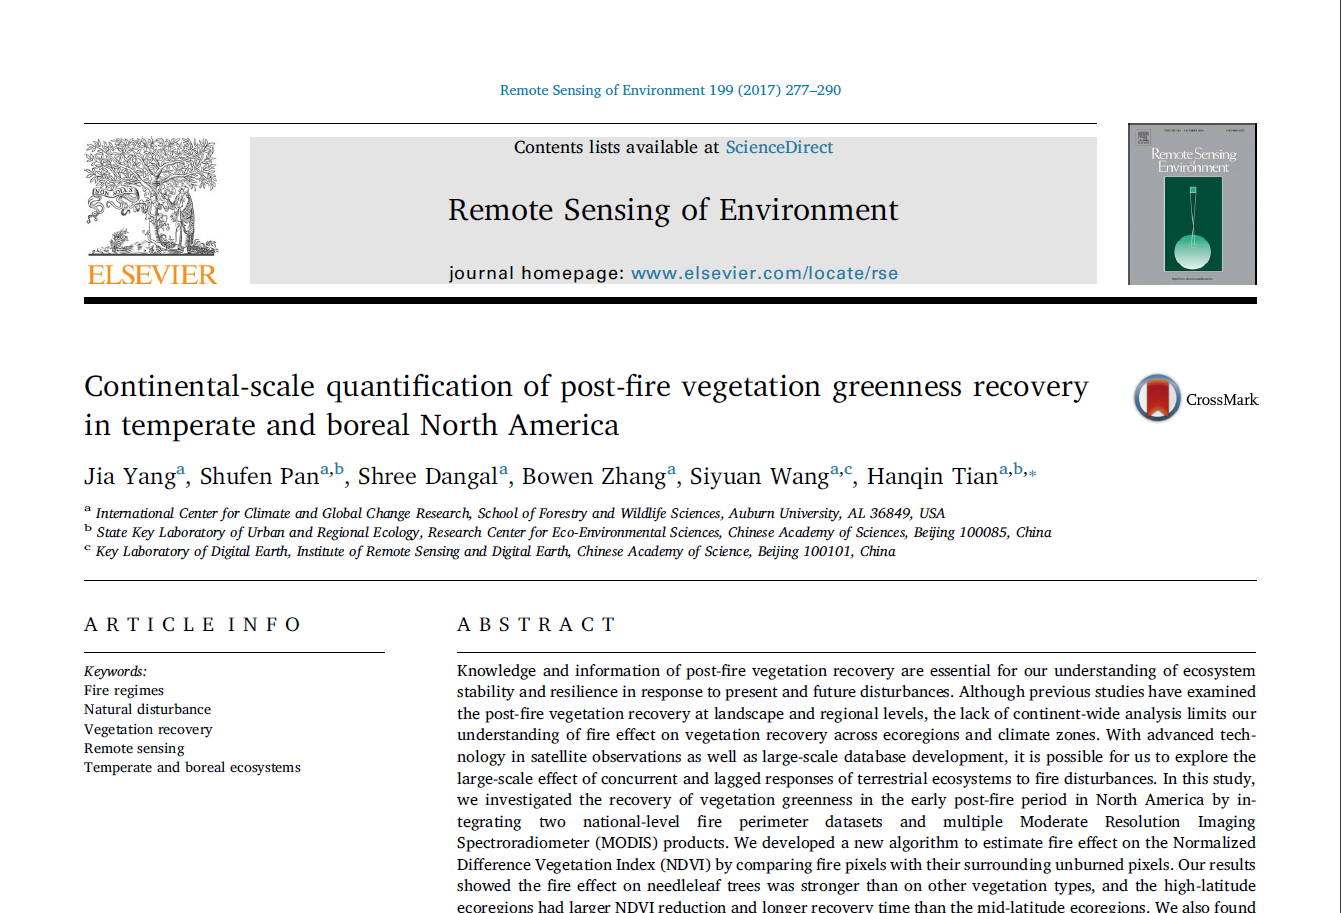 Remote Sensing of Environment 199 (2017) 277–290
Contents lists available at ScienceDirect
Remote Sensing of Environment
journal homepage: www.elsevier.com/locate/rse
ELSEVIER
Remote Sensing
Environment
Continental-scale quantification of post-fire vegetation greenness recovery
in temperate and boreal North America
CrossMark
Jia Yangᵃ, Shufen Panᵃ,ᵇ, Shree Dangalᵃ, Bowen Zhangᵃ, Siyuan Wangᵃ,ᶜ, Hanqin Tianᵃ,ᵇ,*
ᵃ International Center for Climate and Global Change Research, School of Forestry and Wildlife Sciences, Auburn University, AL 36849, USA
ᵇ State Key Laboratory of Urban and Regional Ecology, Research Center for Eco-Environmental Sciences, Chinese Academy of Sciences, Beijing 100085, China
ᶜ Key Laboratory of Digital Earth, Institute of Remote Sensing and Digital Earth, Chinese Academy of Science, Beijing 100101, China
ARTICLE INFO
Keywords:
Fire regimes
Natural disturbance
Vegetation recovery
Remote sensing
Temperate and boreal ecosystems
ABSTRACT
Knowledge and information of post-fire vegetation recovery are essential for our understanding of ecosystem
stability and resilience in response to present and future disturbances. Although previous studies have examined
the post-fire vegetation recovery at landscape and regional levels, the lack of continent-wide analysis limits our
understanding of fire effect on vegetation recovery across ecoregions and climate zones. With advanced tech-
nology in satellite observations as well as large-scale database development, it is possible for us to explore the
large-scale effect of concurrent and lagged responses of terrestrial ecosystems to fire disturbances. In this study,
we investigated the recovery of vegetation greenness in the early post-fire period in North America by in-
tegrating two national-level fire perimeter datasets and multiple Moderate Resolution Imaging
Spectroradiometer (MODIS) products. We developed a new algorithm to estimate fire effect on the Normalized
Difference Vegetation Index (NDVI) by comparing fire pixels with their surrounding unburned pixels. Our results
showed the fire effect on needleleaf trees was stronger than on other vegetation types, and the high-latitude
ecoregions had larger NDVI reduction and longer recovery time than the mid-latitude ecoregions. We also found